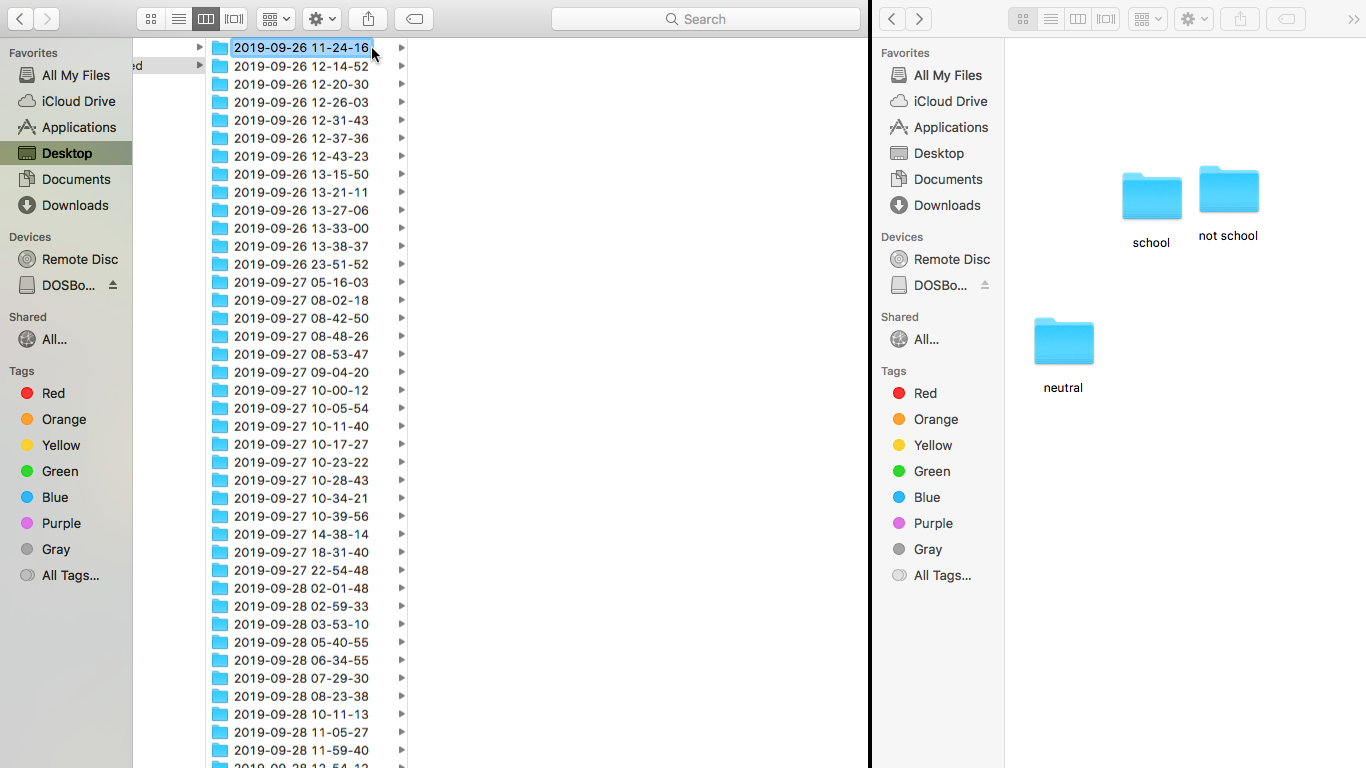 Search
Favorites
All My Files
iCloud Drive
Applications
Desktop
Documents
Downloads
Devices
Remote Disc
DOSBo...
Shared
All...
Tags
Red
Orange
Yellow
Green
Blue
Purple
Gray
All Tags...
ed
2019-09-26 11-24-16
2019-09-26 12-14-52
2019-09-26 12-20-30
2019-09-26 12-26-03
2019-09-26 12-31-43
2019-09-26 12-37-36
2019-09-26 12-43-23
2019-09-26 13-15-50
2019-09-26 13-21-11
2019-09-26 13-27-06
2019-09-26 13-33-00
2019-09-26 13-38-37
2019-09-26 23-51-52
2019-09-27 05-16-03
2019-09-27 08-02-18
2019-09-27 08-42-50
2019-09-27 08-48-26
2019-09-27 08-53-47
2019-09-27 09-04-20
2019-09-27 10-00-12
2019-09-27 10-05-54
2019-09-27 10-11-40
2019-09-27 10-17-27
2019-09-27 10-23-22
2019-09-27 10-28-43
2019-09-27 10-34-21
2019-09-27 10-39-56
2019-09-27 14-38-14
2019-09-27 18-31-40
2019-09-27 22-54-48
2019-09-28 02-01-48
2019-09-28 02-59-33
2019-09-28 03-53-10
2019-09-28 05-40-55
2019-09-28 06-34-55
2019-09-28 07-29-30
2019-09-28 08-23-38
2019-09-28 10-11-13
2019-09-28 11-05-27
2019-09-28 11-59-40
Favorites
All My Files
iCloud Drive
Applications
Desktop
Documents
Downloads
Devices
Remote Disc
DOSBo...
Shared
All...
Tags
Red
Orange
Yellow
Green
Blue
Purple
Gray
All Tags...
school
not school
neutral